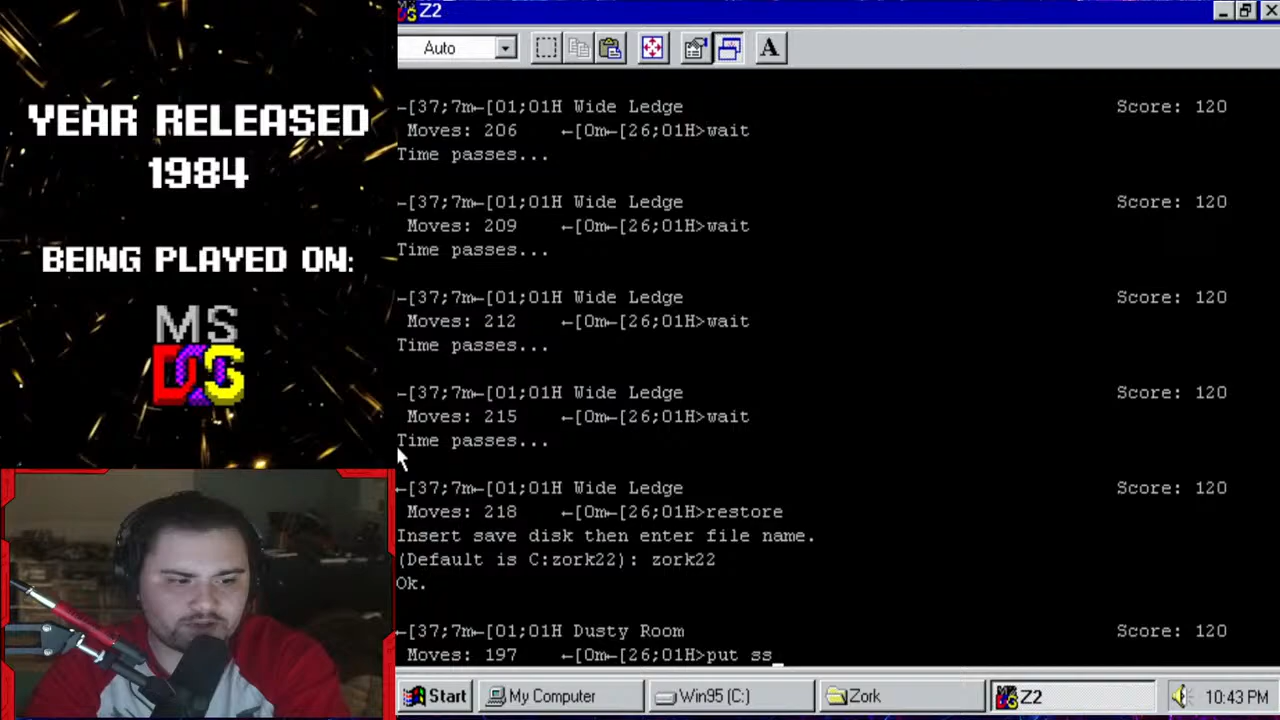 YEAR RELEASED
1984
BEING PLAYED ON:
MS
DOS
Z2
Auto
A
←[37;7m←[01;01H Wide Ledge Score: 120
Moves: 206 ←[0m←[26;01H>wait
Time passes...
←[37;7m←[01;01H Wide Ledge Score: 120
Moves: 209 ←[0m←[26;01H>wait
Time passes...
←[37;7m←[01;01H Wide Ledge Score: 120
Moves: 212 ←[0m←[26;01H>wait
Time passes...
←[37;7m←[01;01H Wide Ledge Score: 120
Moves: 215 ←[0m←[26;01H>wait
Time passes...
←[37;7m←[01;01H Wide Ledge Score: 120
Moves: 218 ←[0m←[26;01H>restore
Insert save disk then enter file name.
(Default is C:zork22): zork22
Ok.
←[37;7m←[01;01H Dusty Room Score: 120
Moves: 197 ←[0m←[26;01H>put ss_
Start My Computer Win95 (C:) Zork Z2 10:43 PM